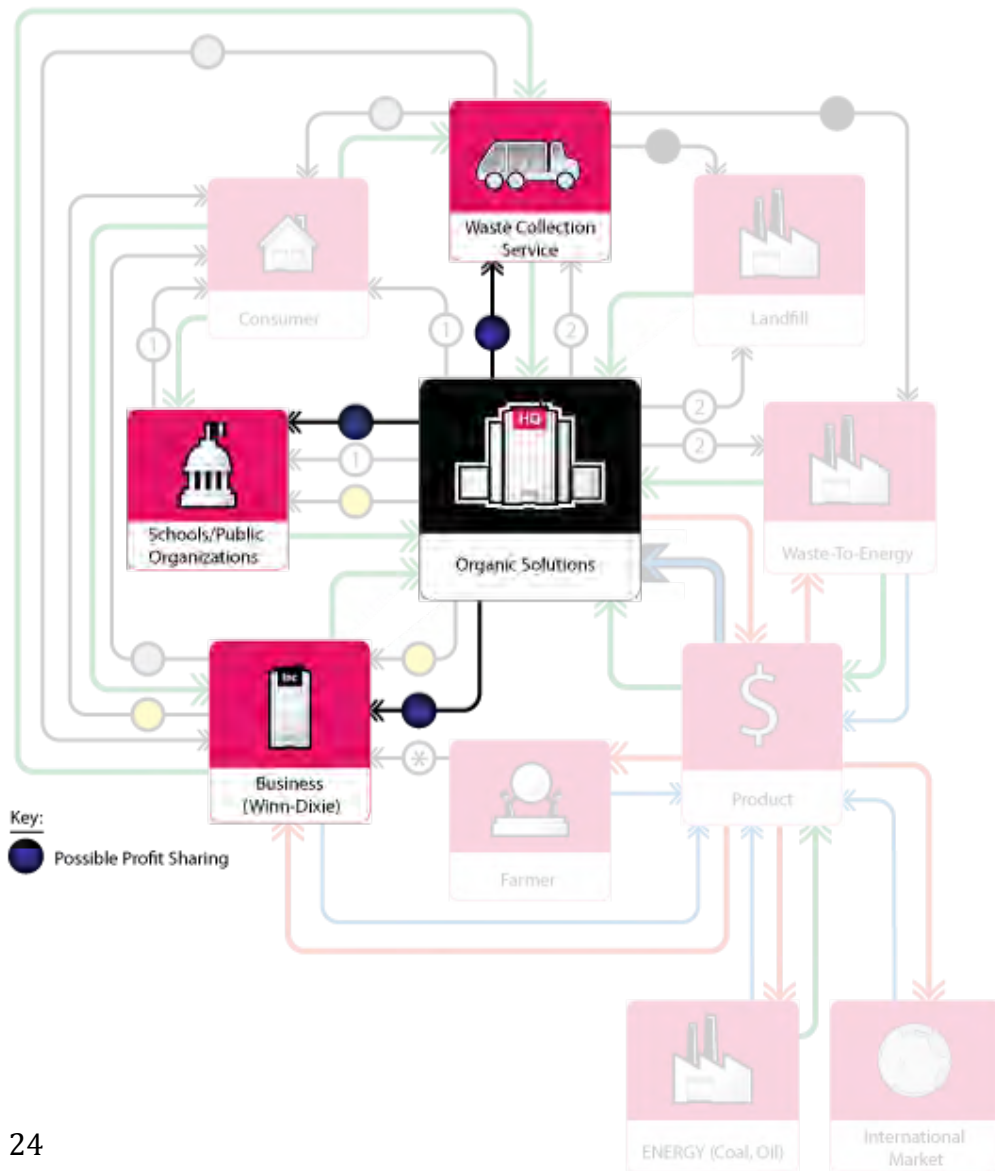 Waste Collection
Service
Consumer
1
1
2
Landfill
HQ
2
1
2
Schools/Public
Organizations
Organic Solutions
Waste-To-Energy
Inc
$
Business
(Winn-Dixie)
*
Product
Key:
Possible Profit Sharing
Farmer
24
ENERGY (Coal, Oil)
International
Market